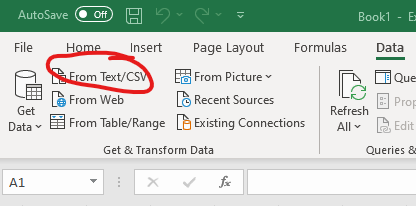 AutoSave Off Book1 - E
File Home Insert Page Layout Formulas Data
Get Data
From Text/CSV
From Web
From Table/Range
From Picture
Recent Sources
Existing Connections
Get & Transform Data
Refresh All
Que
Prop
Edit
Queries &
A1 fx